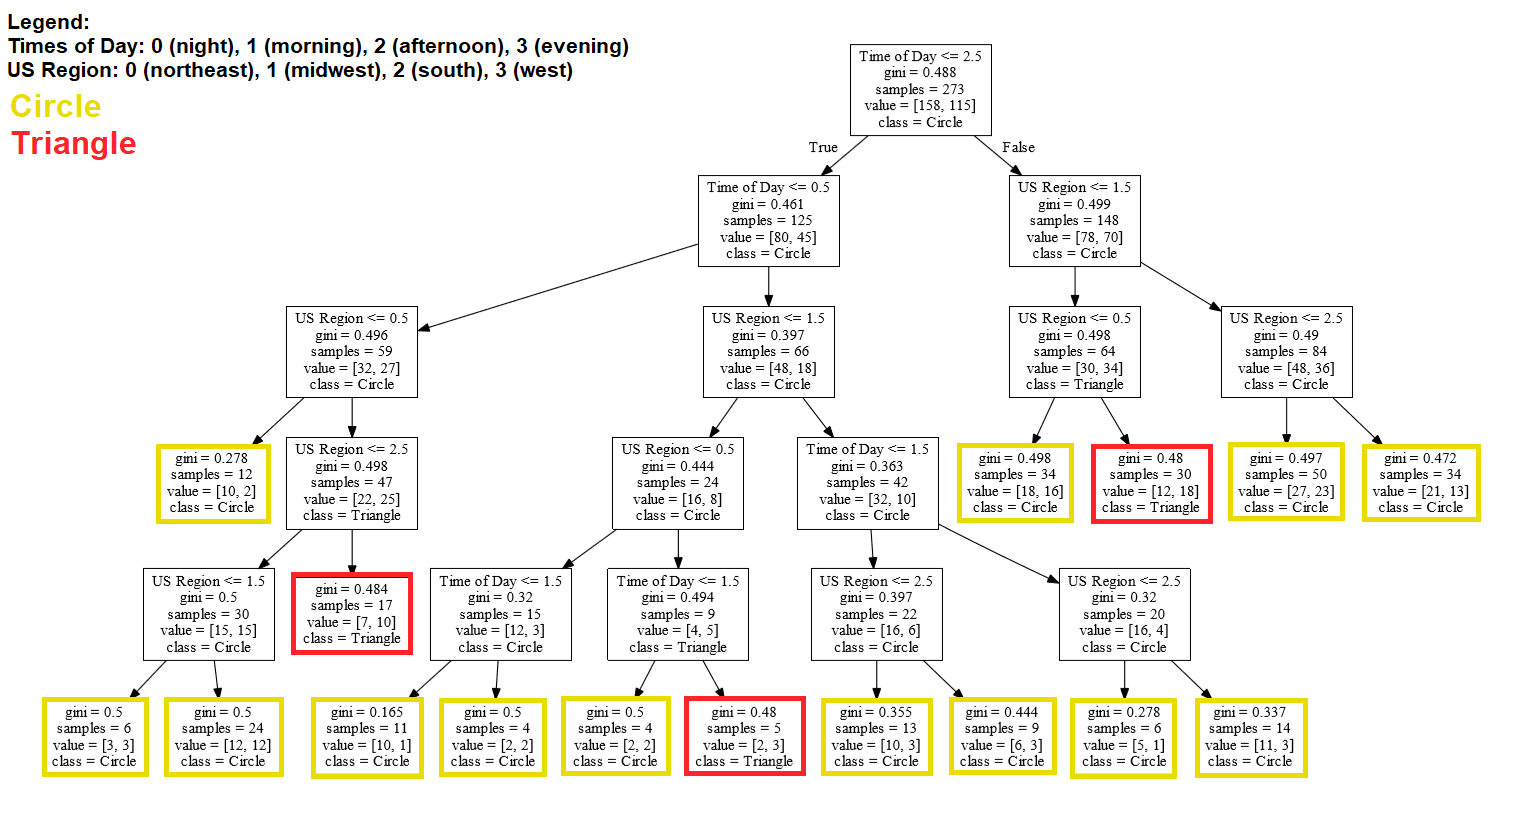 Legend:
Times of Day: 0 (night), 1 (morning), 2 (afternoon), 3 (evening)
US Region: 0 (northeast), 1 (midwest), 2 (south), 3 (west)
Circle
Triangle
Time of Day <= 2.5
gini = 0.488
samples = 273
value = [158, 115]
class = Circle
True
False
Time of Day <= 0.5
gini = 0.461
samples = 125
value = [80, 45]
class = Circle
US Region <= 1.5
gini = 0.499
samples = 148
value = [78, 70]
class = Circle
US Region <= 0.5
gini = 0.496
samples = 59
value = [32, 27]
class = Circle
US Region <= 1.5
gini = 0.397
samples = 66
value = [48, 18]
class = Circle
US Region <= 0.5
gini = 0.498
samples = 64
value = [30, 34]
class = Triangle
US Region <= 2.5
gini = 0.49
samples = 84
value = [48, 36]
class = Circle
gini = 0.278
samples = 12
value = [10, 2]
class = Circle
US Region <= 2.5
gini = 0.498
samples = 47
value = [22, 25]
class = Triangle
US Region <= 0.5
gini = 0.444
samples = 24
value = [16, 8]
class = Circle
Time of Day <= 1.5
gini = 0.363
samples = 42
value = [32, 10]
class = Circle
gini = 0.498
samples = 34
value = [18, 16]
class = Circle
gini = 0.48
samples = 30
value = [12, 18]
class = Triangle
gini = 0.497
samples = 50
value = [27, 23]
class = Circle
gini = 0.472
samples = 34
value = [21, 13]
class = Circle
US Region <= 1.5
gini = 0.5
samples = 30
value = [15, 15]
class = Circle
gini = 0.484
samples = 17
value = [7, 10]
class = Triangle
Time of Day <= 1.5
gini = 0.32
samples = 15
value = [12, 3]
class = Circle
Time of Day <= 1.5
gini = 0.494
samples = 9
value = [4, 5]
class = Triangle
US Region <= 2.5
gini = 0.397
samples = 22
value = [16, 6]
class = Circle
US Region <= 2.5
gini = 0.32
samples = 20
value = [16, 4]
class = Circle
gini = 0.5
samples = 6
value = [3, 3]
class = Circle
gini = 0.5
samples = 24
value = [12, 12]
class = Circle
gini = 0.165
samples = 11
value = [10, 1]
class = Circle
gini = 0.5
samples = 4
value = [2, 2]
class = Circle
gini = 0.5
samples = 4
value = [2, 2]
class = Circle
gini = 0.48
samples = 5
value = [2, 3]
class = Triangle
gini = 0.355
samples = 13
value = [10, 3]
class = Circle
gini = 0.444
samples = 9
value = [6, 3]
class = Circle
gini = 0.278
samples = 6
value = [5, 1]
class = Circle
gini = 0.337
samples = 14
value = [11, 3]
class = Circle